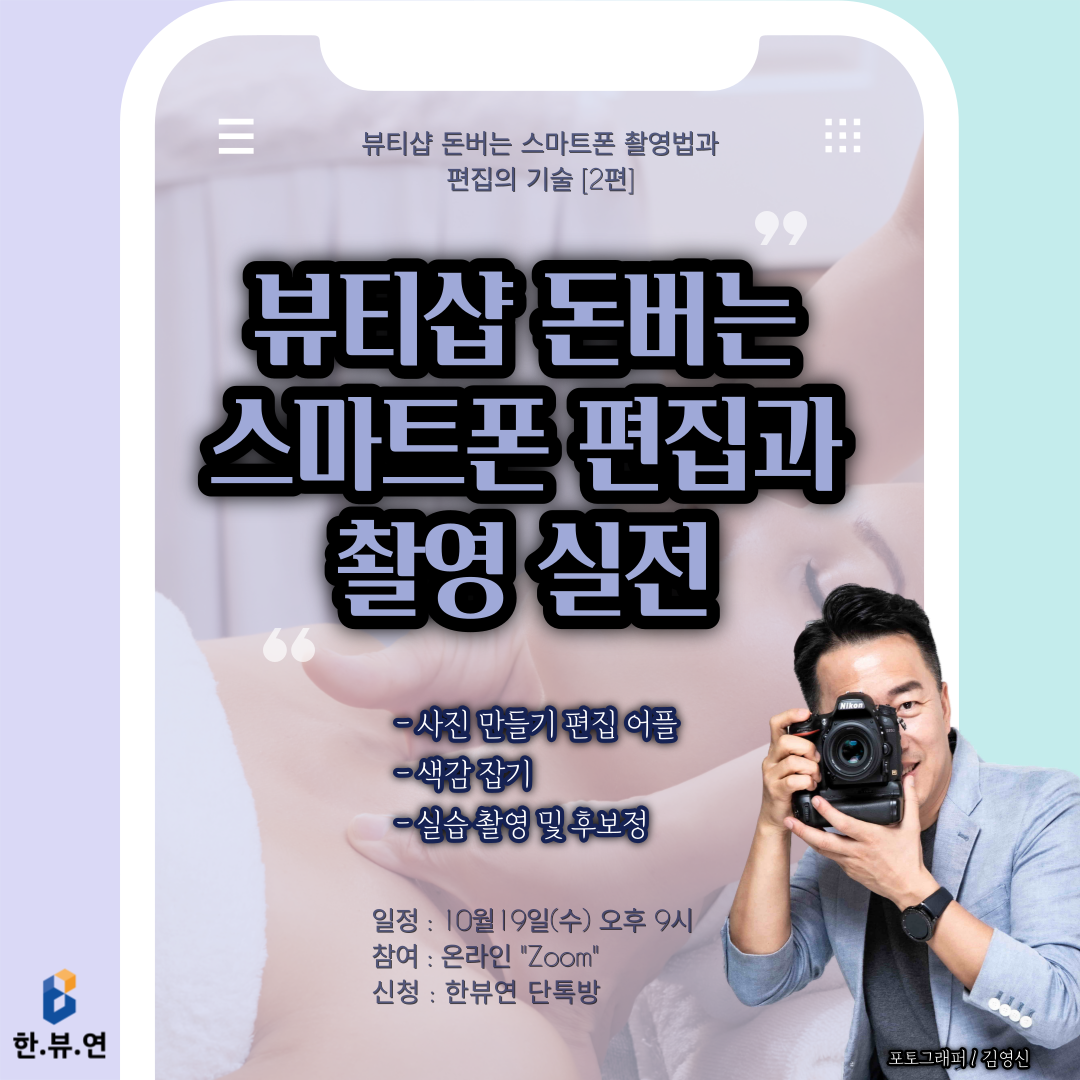 뷰티샵 돈버는 스마트폰 촬영법과
편집의 기술 [2편]
뷰티샵 돈버는
스마트폰 편집과
촬영 실전
- 사진 만들기 편집 어플
- 색감 잡기
- 실습 촬영 및 후보정
Nikon
일정 : 10월19일(수) 오후 9시
참여 : 온라인 "Zoom"
신청 : 한뷰연 단톡방
한.뷰.연
포토그래퍼 / 김영신